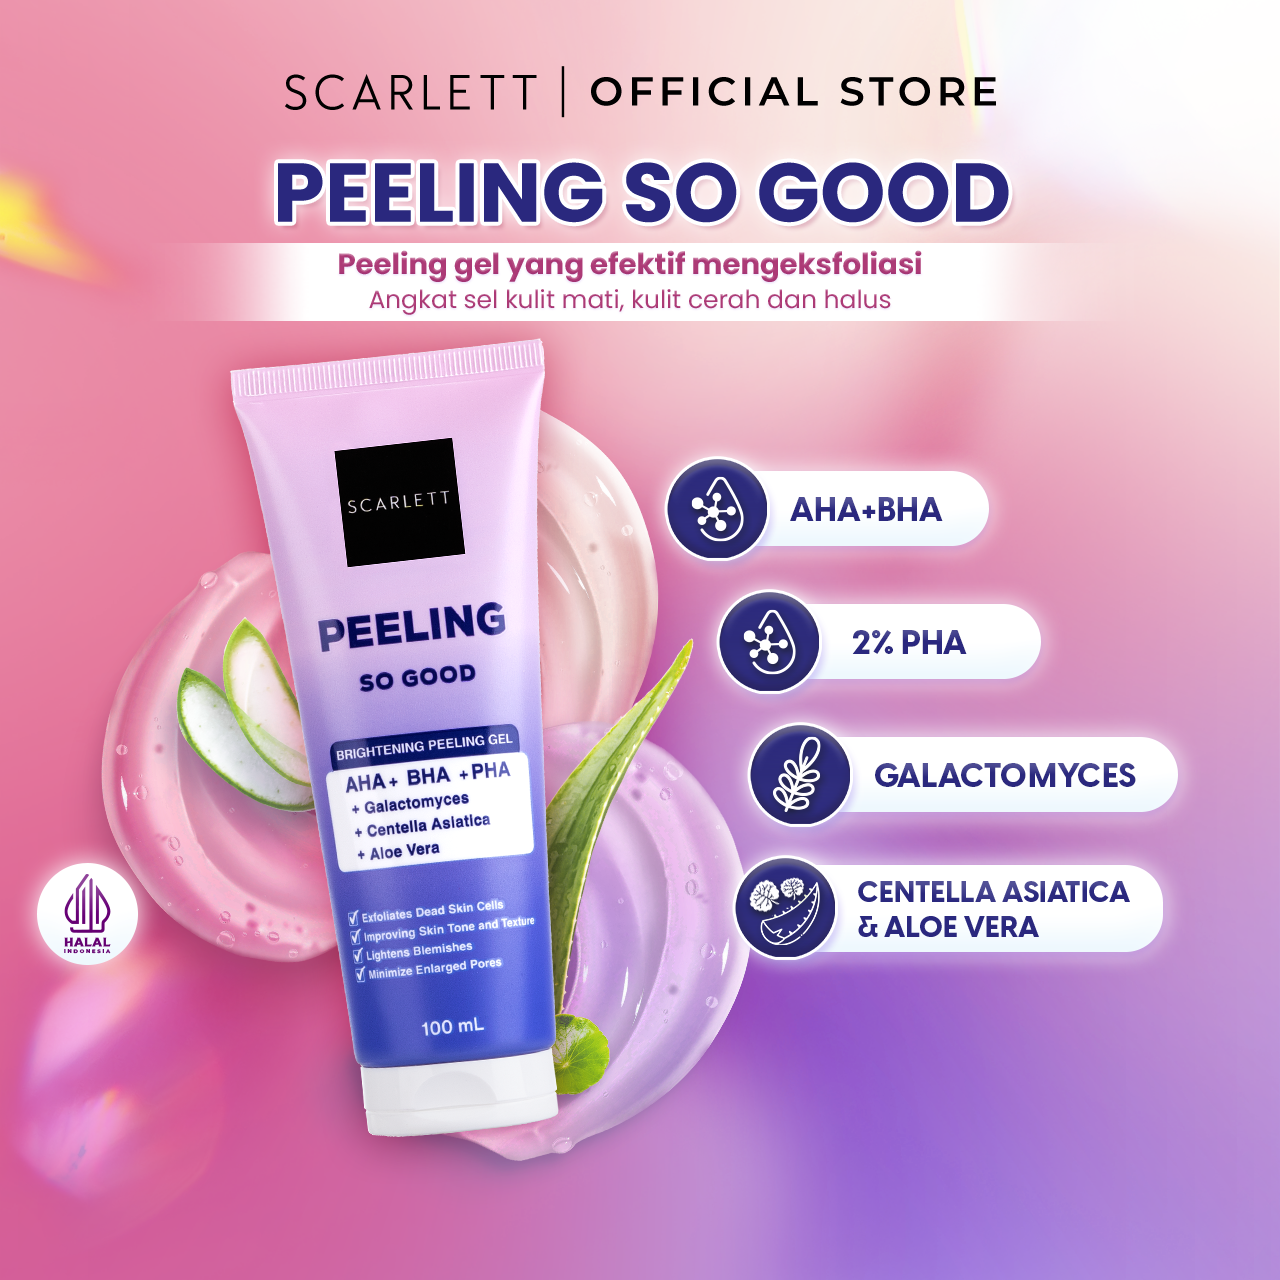 SCARLETT | OFFICIAL STORE
PEELING SO GOOD
Peeling gel yang efektif mengeksfoliasi
Angkat sel kulit mati, kulit cerah dan halus
SCARLETT
PEELING
SO GOOD
BRIGHTENING PEELING GEL
AHA + BHA + PHA
+ Galactomyces
+ Centella Asiatica
+ Aloe Vera
Exfoliates Dead Skin Cells
Improving Skin Tone and Texture
Lightens Blemishes
Minimize Enlarged Pores
100 mL
AHA+BHA
2% PHA
GALACTOMYCES
CENTELLA ASIATICA
& ALOE VERA
HALAL
INDONESIA